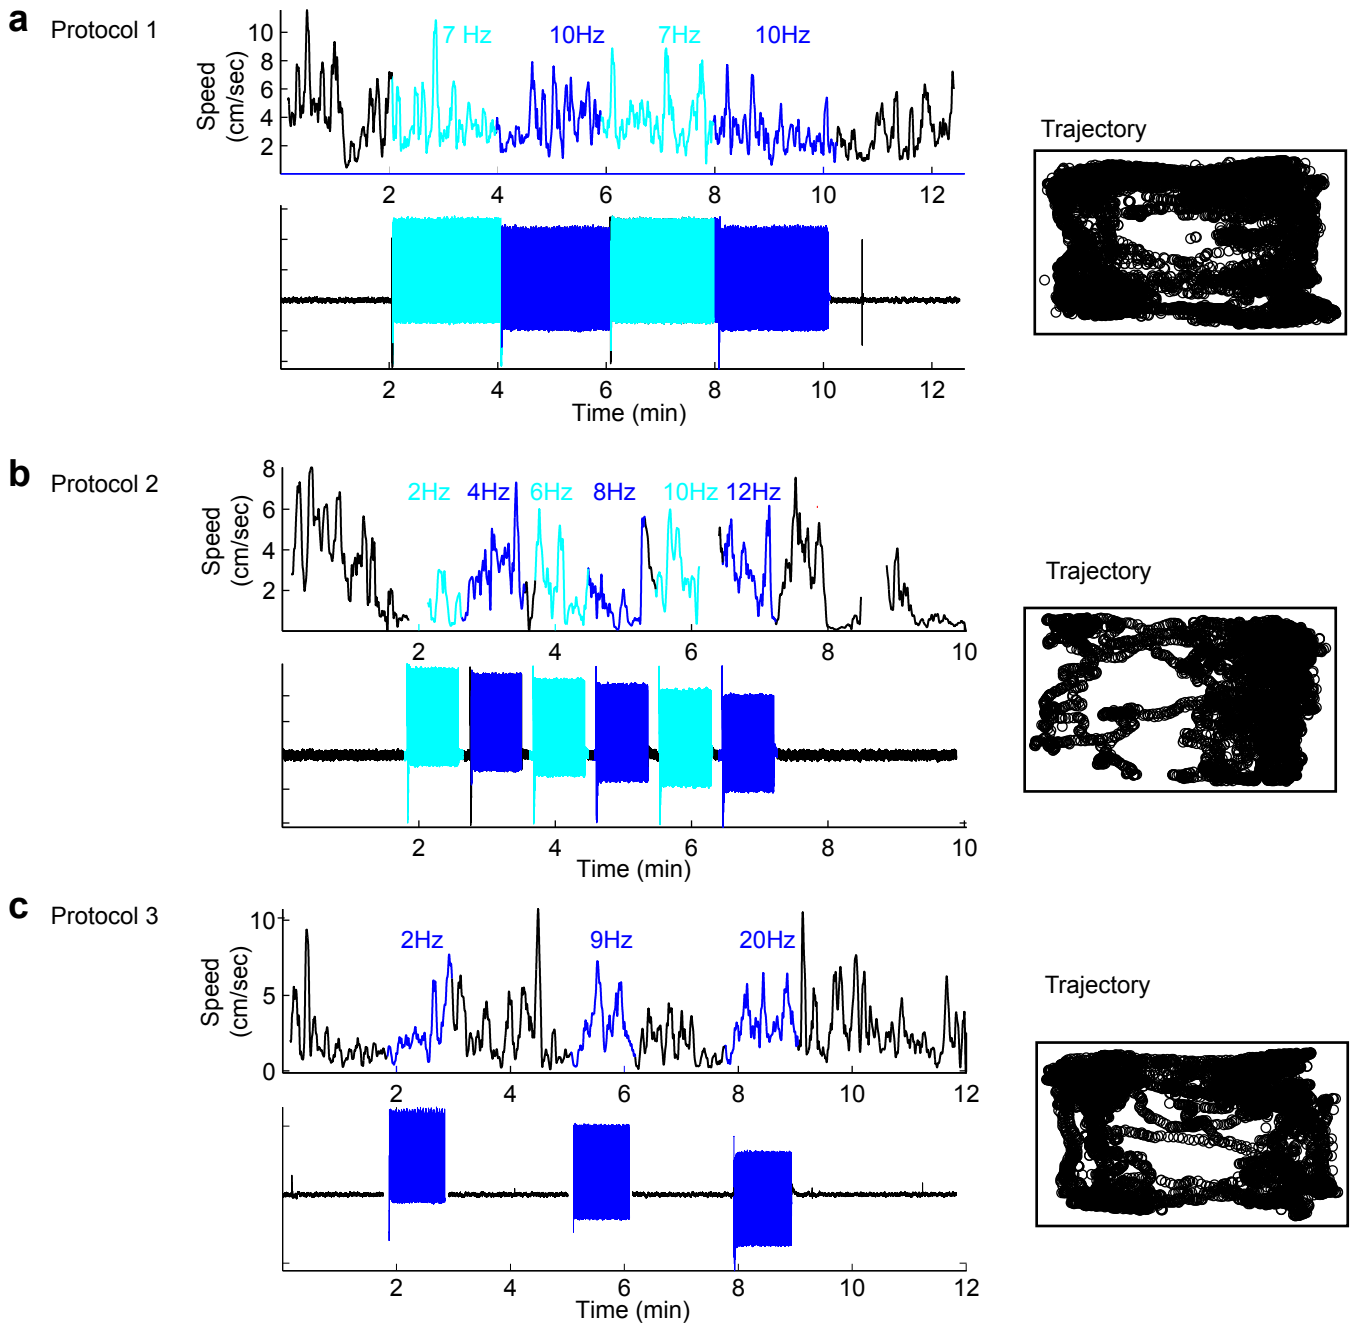 a Protocol 1
Speed
(cm/sec)
10
8
6
4
2
7 Hz 10Hz 7Hz 10Hz
2 4 6 8 10 12
2 4 6 8 10 12
Time (min)
Trajectory
b Protocol 2
Speed
(cm/sec)
8
6
4
2
2Hz 4Hz 6Hz 8Hz 10Hz 12Hz
2 4 6 8 10
2 4 6 8 10
Time (min)
Trajectory
c Protocol 3
Speed
(cm/sec)
10
5
0
2Hz 9Hz 20Hz
2 4 6 8 10 12
2 4 6 8 10 12
Time (min)
Trajectory